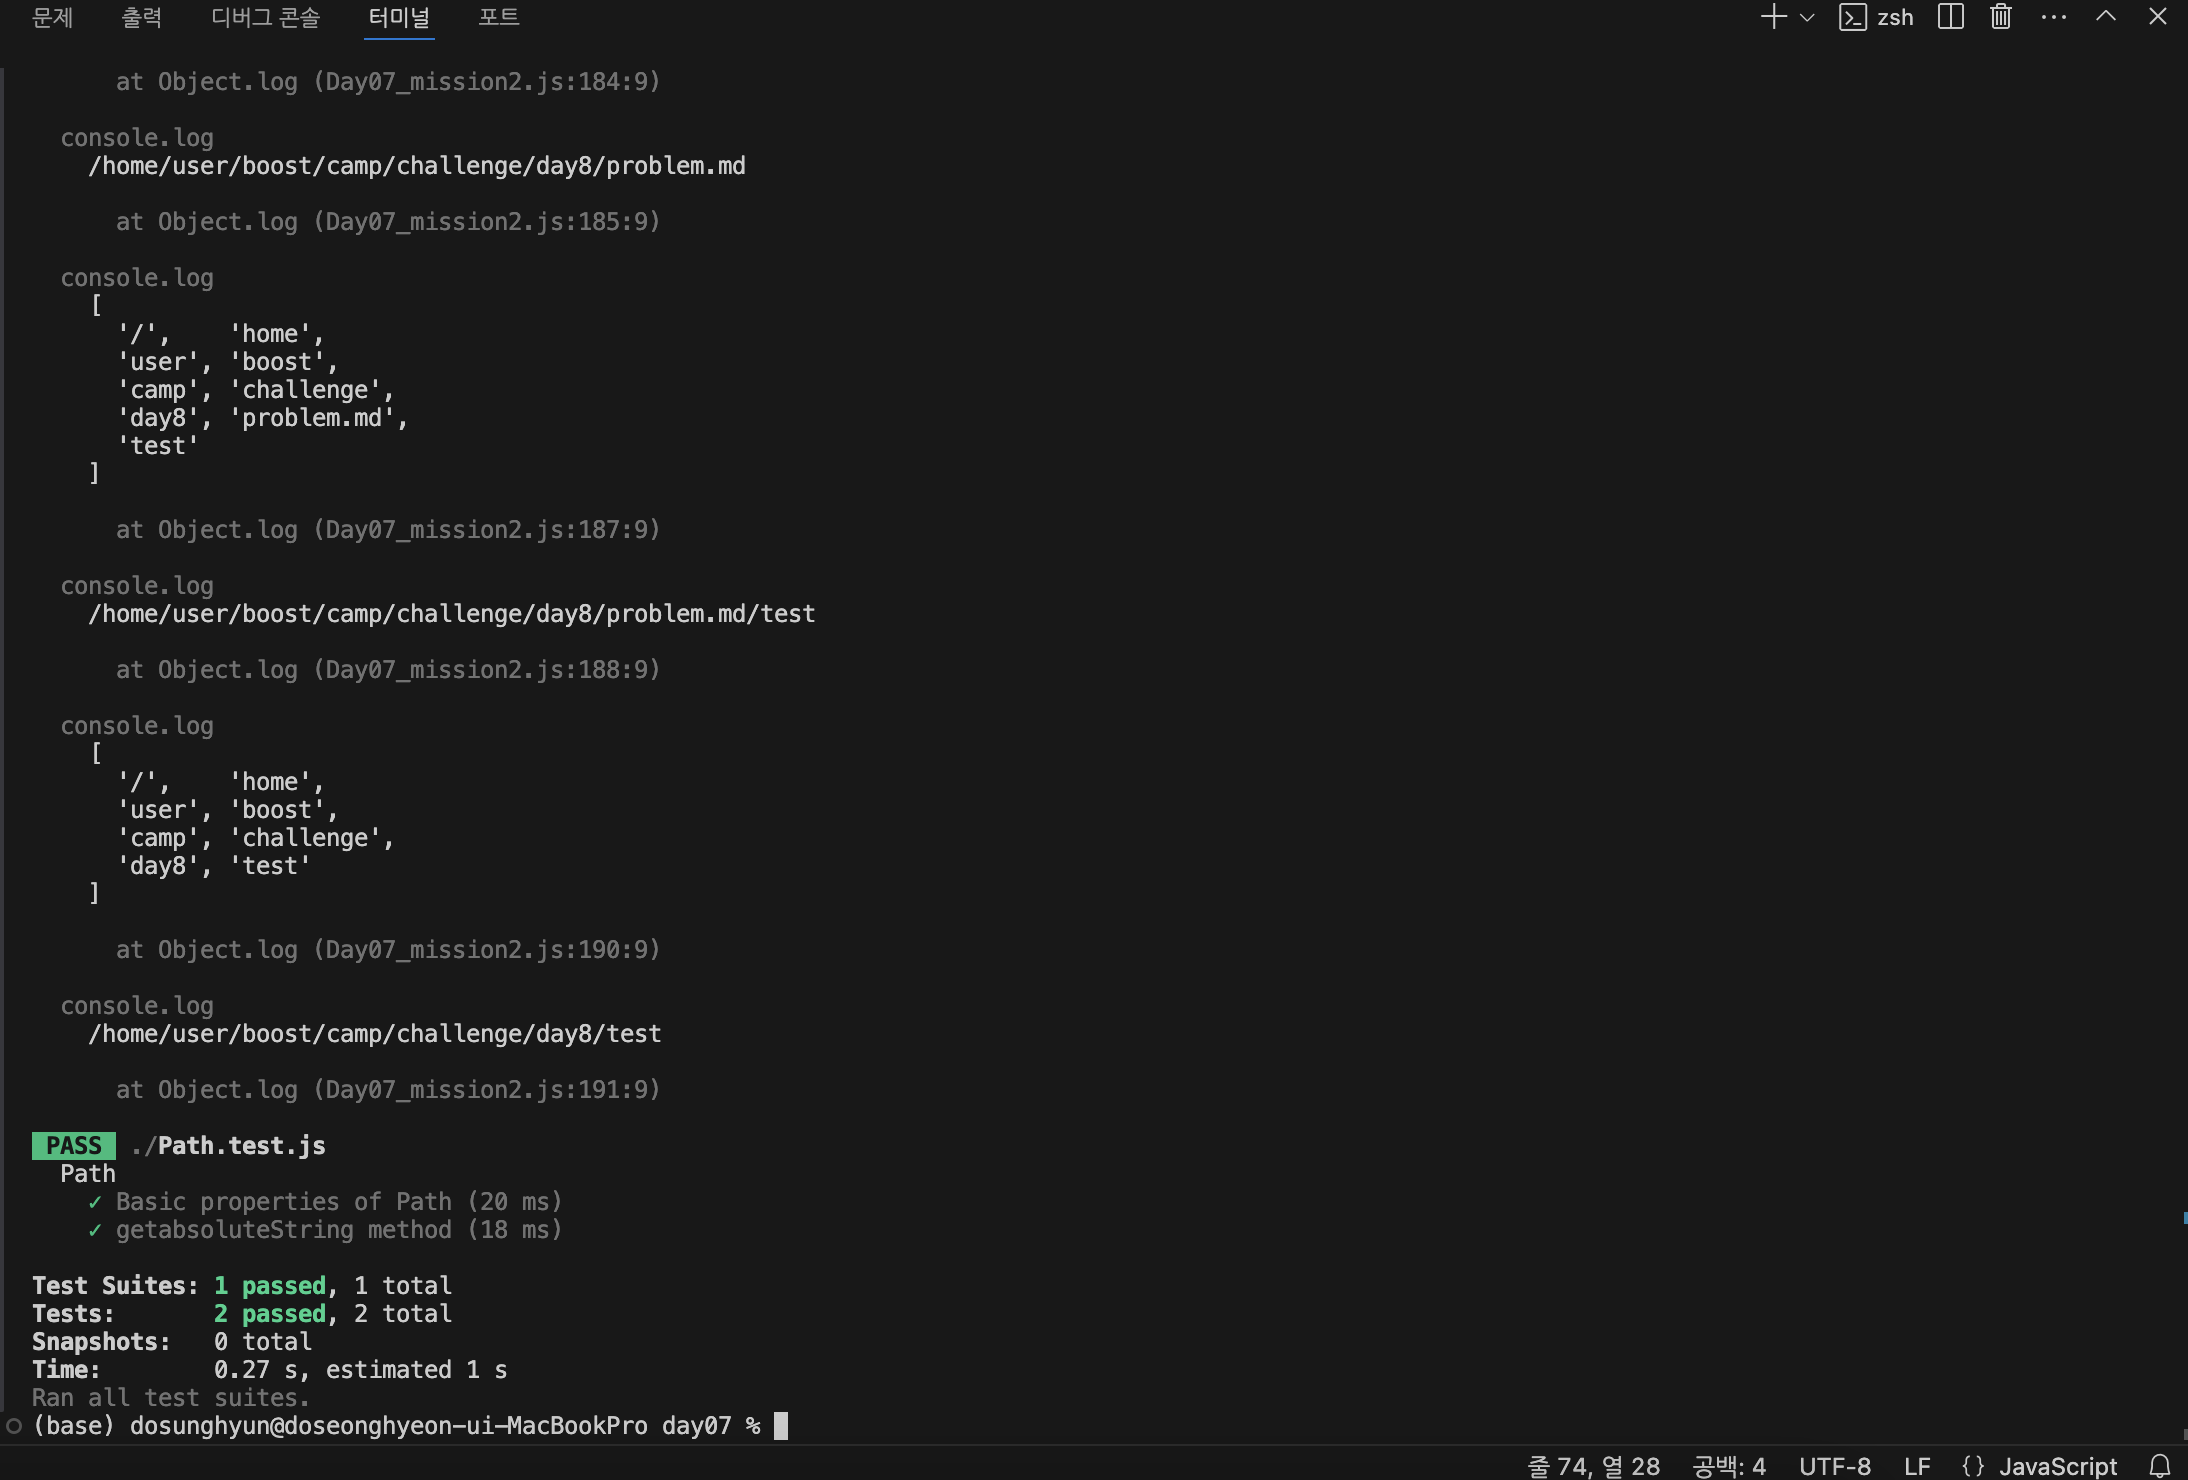 문제 출력 디버그 콘솔 터미널 포트 zsh
at Object.log (Day07_mission2.js:184:9)
console.log
/home/user/boost/camp/challenge/day8/problem.md
at Object.log (Day07_mission2.js:185:9)
console.log
[
'/', 'home',
'user', 'boost',
'camp', 'challenge',
'day8', 'problem.md',
'test'
]
at Object.log (Day07_mission2.js:187:9)
console.log
/home/user/boost/camp/challenge/day8/problem.md/test
at Object.log (Day07_mission2.js:188:9)
console.log
[
'/', 'home',
'user', 'boost',
'camp', 'challenge',
'day8', 'test'
]
at Object.log (Day07_mission2.js:190:9)
console.log
/home/user/boost/camp/challenge/day8/test
at Object.log (Day07_mission2.js:191:9)
PASS ./Path.test.js
Path
✓ Basic properties of Path (20 ms)
✓ getabsoluteString method (18 ms)
Test Suites: 1 passed, 1 total
Tests: 2 passed, 2 total
Snapshots: 0 total
Time: 0.27 s, estimated 1 s
Ran all test suites.
(base) dosunghyun@doseonghyeon-ui-MacBookPro day07 %
줄 74, 열 28 공백: 4 UTF-8 LF {} JavaScript